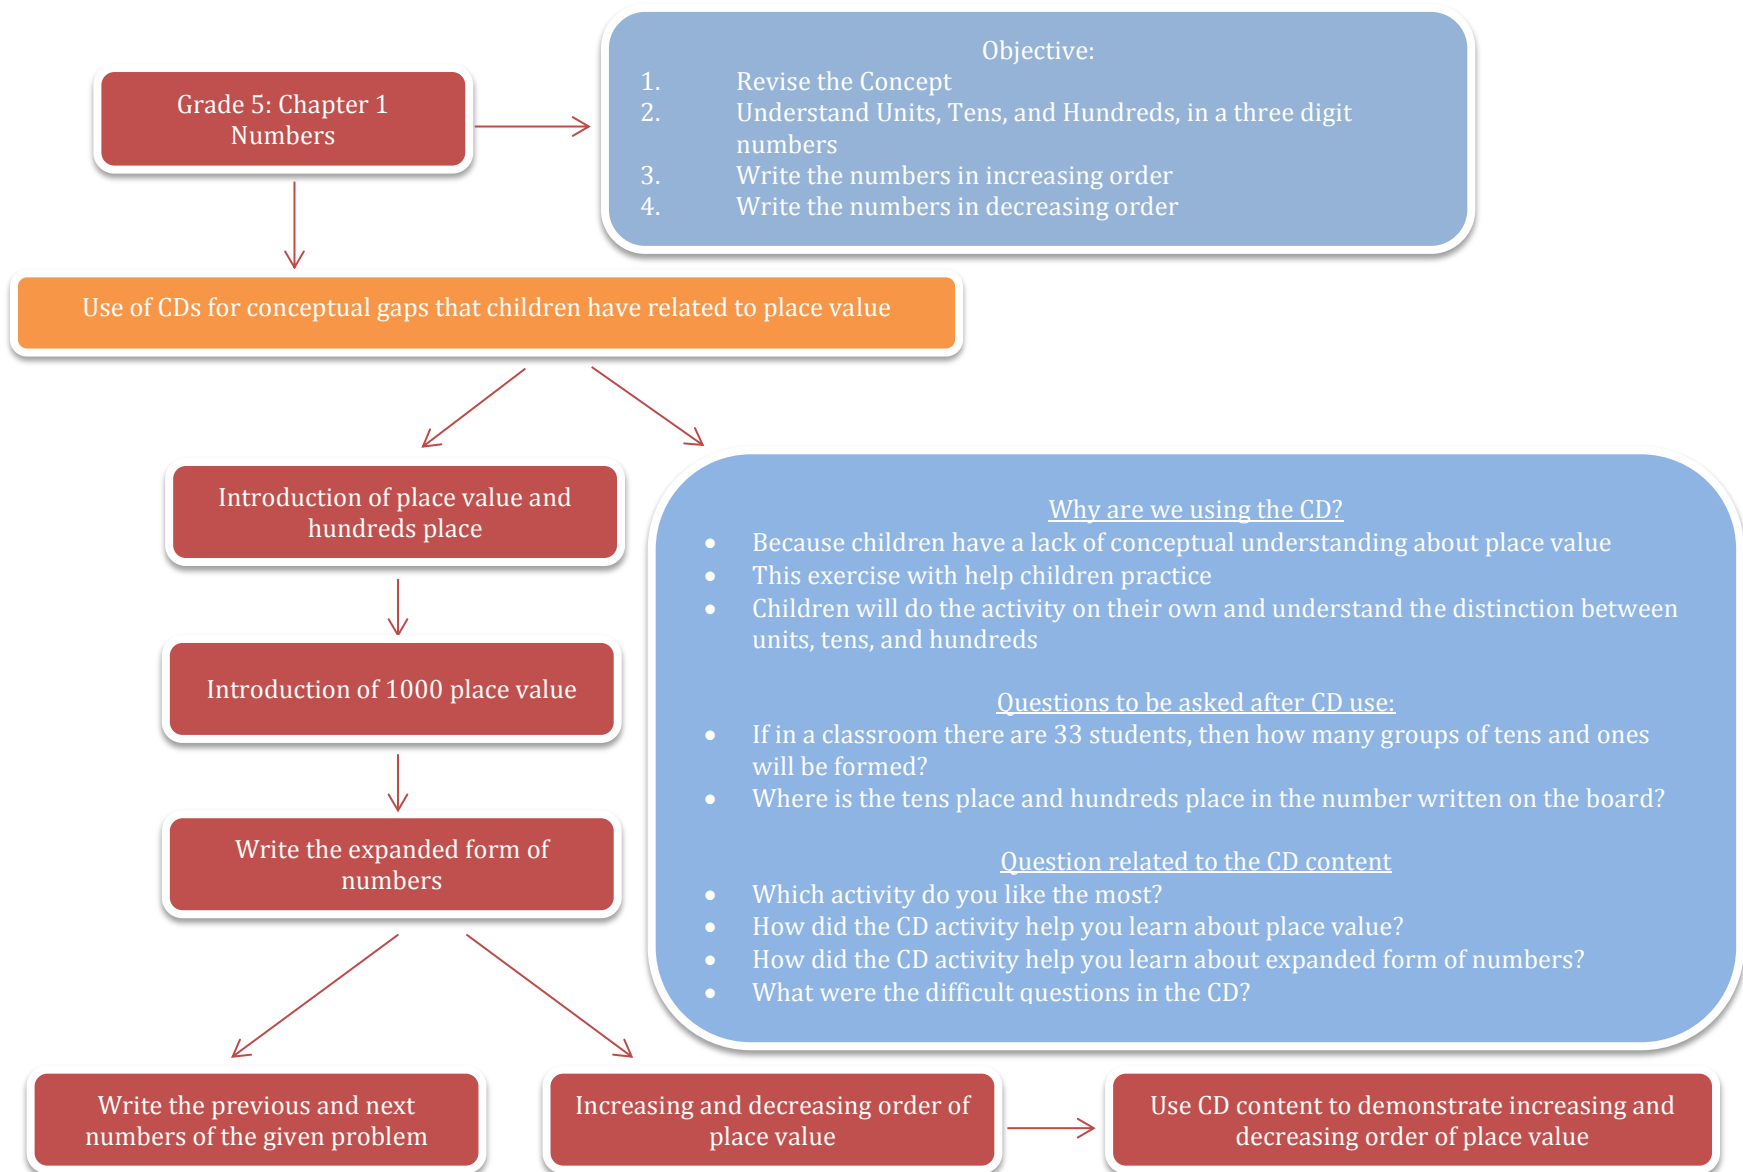 Grade 5: Chapter 1
Numbers
Objective:
1. Revise the Concept
2. Understand Units, Tens, and Hundreds, in a three digit
numbers
3. Write the numbers in increasing order
4. Write the numbers in decreasing order
Use of CDs for conceptual gaps that children have related to place value
Introduction of place value and
hundreds place
Introduction of 1000 place value
Write the expanded form of
numbers
Why are we using the CD?
• Because children have a lack of conceptual understanding about place value
• This exercise with help children practice
• Children will do the activity on their own and understand the distinction between
units, tens, and hundreds
Questions to be asked after CD use:
• If in a classroom there are 33 students, then how many groups of tens and ones
will be formed?
• Where is the tens place and hundreds place in the number written on the board?
Question related to the CD content
• Which activity do you like the most?
• How did the CD activity help you learn about place value?
• How did the CD activity help you learn about expanded form of numbers?
• What were the difficult questions in the CD?
Write the previous and next
numbers of the given problem
Increasing and decreasing order of
place value
Use CD content to demonstrate increasing and
decreasing order of place value